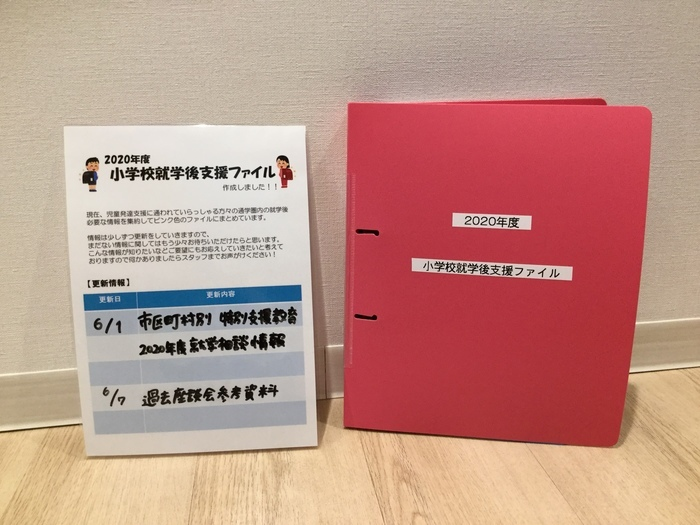 2020年度
小学校就学後支援ファイル
作成しました！！
現在、児童発達支援に通われていらっしゃる方々の通学圏内の就学後
必要な情報を集約してピンク色のファイルにまとめています。
情報は少しずつ更新をしていきますので、
まだない情報に関してはもう少々お待ちいただけたらと思います。
こんな情報が知りたいなどご要望にもお応えしていきたいと考えて
おりますので何かありましたらスタッフまでお声がけください！
【更新情報】
更新日 更新内容
6/1 市区町村別 特別支援教育
2020年度 就学相談情報
6/7 過去座談会参考資料
2020年度
小学校就学後支援ファイル